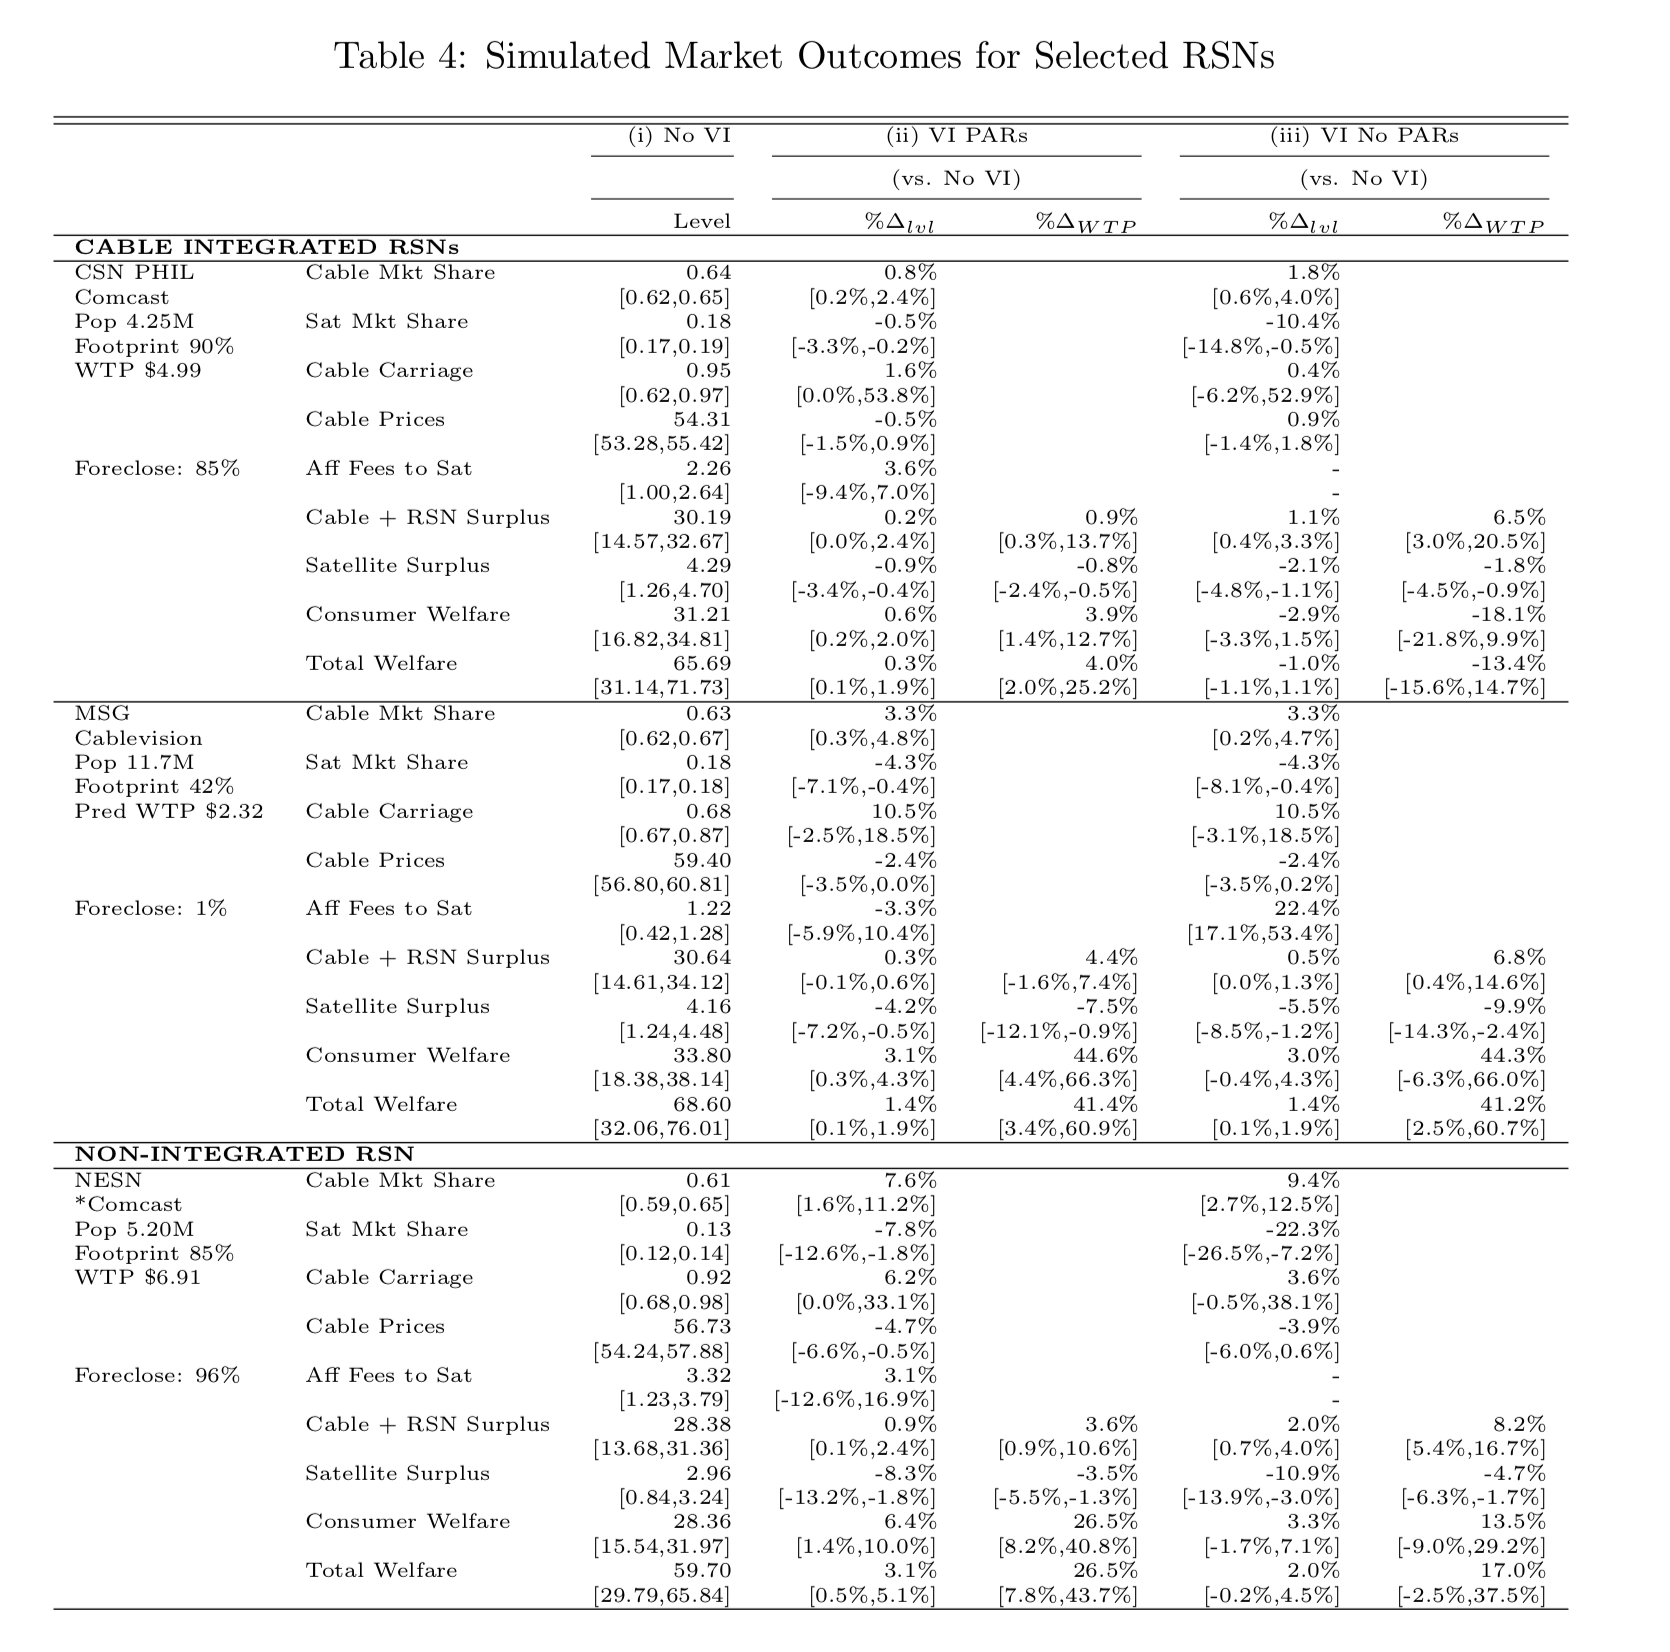 Table 4: Simulated Market Outcomes for Selected RSNs
(i) No VI (ii) VI PARs (iii) VI No PARs
(vs. No VI) (vs. No VI)
Level %Δlvl %ΔWTP %Δlvl %ΔWTP
CABLE INTEGRATED RSNs
CSN PHIL Cable Mkt Share 0.64 0.8% 1.8%
Comcast [0.62,0.65] [0.2%,2.4%] [0.6%,4.0%]
Pop 4.25M Sat Mkt Share 0.18 -0.5% -10.4%
Footprint 90% [0.17,0.19] [-3.3%,-0.2%] [-14.8%,-0.5%]
WTP $4.99 Cable Carriage 0.95 1.6% 0.4%
[0.62,0.97] [0.0%,53.8%] [-6.2%,52.9%]
Cable Prices 54.31 -0.5% 0.9%
[53.28,55.42] [-1.5%,0.9%] [-1.4%,1.8%]
Foreclose: 85% Aff Fees to Sat 2.26 3.6% -
[1.00,2.64] [-9.4%,7.0%] -
Cable + RSN Surplus 30.19 0.2% 0.9% 1.1% 6.5%
[14.57,32.67] [0.0%,2.4%] [0.3%,13.7%] [0.4%,3.3%] [3.0%,20.5%]
Satellite Surplus 4.29 -0.9% -0.8% -2.1% -1.8%
[1.26,4.70] [-3.4%,-0.4%] [-2.4%,-0.5%] [-4.8%,-1.1%] [-4.5%,-0.9%]
Consumer Welfare 31.21 0.6% 3.9% -2.9% -18.1%
[16.82,34.81] [0.2%,2.0%] [1.4%,12.7%] [-3.3%,1.5%] [-21.8%,9.9%]
Total Welfare 65.69 0.3% 4.0% -1.0% -13.4%
[31.14,71.73] [0.1%,1.9%] [2.0%,25.2%] [-1.1%,1.1%] [-15.6%,14.7%]
MSG Cable Mkt Share 0.63 3.3% 3.3%
Cablevision [0.62,0.67] [0.3%,4.8%] [0.2%,4.7%]
Pop 11.7M Sat Mkt Share 0.18 -4.3% -4.3%
Footprint 42% [0.17,0.18] [-7.1%,-0.4%] [-8.1%,-0.4%]
Pred WTP $2.32 Cable Carriage 0.68 10.5% 10.5%
[0.67,0.87] [-2.5%,18.5%] [-3.1%,18.5%]
Cable Prices 59.40 -2.4% -2.4%
[56.80,60.81] [-3.5%,0.0%] [-3.5%,0.2%]
Foreclose: 1% Aff Fees to Sat 1.22 -3.3% 22.4%
[0.42,1.28] [-5.9%,10.4%] [17.1%,53.4%]
Cable + RSN Surplus 30.64 0.3% 4.4% 0.5% 6.8%
[14.61,34.12] [-0.1%,0.6%] [-1.6%,7.4%] [0.0%,1.3%] [0.4%,14.6%]
Satellite Surplus 4.16 -4.2% -7.5% -5.5% -9.9%
[1.24,4.48] [-7.2%,-0.5%] [-12.1%,-0.9%] [-8.5%,-1.2%] [-14.3%,-2.4%]
Consumer Welfare 33.80 3.1% 44.6% 3.0% 44.3%
[18.38,38.14] [0.3%,4.3%] [4.4%,66.3%] [-0.4%,4.3%] [-6.3%,66.0%]
Total Welfare 68.60 1.4% 41.4% 1.4% 41.2%
[32.06,76.01] [0.1%,1.9%] [3.4%,60.9%] [0.1%,1.9%] [2.5%,60.7%]
NON-INTEGRATED RSN
NESN Cable Mkt Share 0.61 7.6% 9.4%
*Comcast [0.59,0.65] [1.6%,11.2%] [2.7%,12.5%]
Pop 5.20M Sat Mkt Share 0.13 -7.8% -22.3%
Footprint 85% [0.12,0.14] [-12.6%,-1.8%] [-26.5%,-7.2%]
WTP $6.91 Cable Carriage 0.92 6.2% 3.6%
[0.68,0.98] [0.0%,33.1%] [-0.5%,38.1%]
Cable Prices 56.73 -4.7% -3.9%
[54.24,57.88] [-6.6%,-0.5%] [-6.0%,0.6%]
Foreclose: 96% Aff Fees to Sat 3.32 3.1% -
[1.23,3.79] [-12.6%,16.9%] -
Cable + RSN Surplus 28.38 0.9% 3.6% 2.0% 8.2%
[13.68,31.36] [0.1%,2.4%] [0.9%,10.6%] [0.7%,4.0%] [5.4%,16.7%]
Satellite Surplus 2.96 -8.3% -3.5% -10.9% -4.7%
[0.84,3.24] [-13.2%,-1.8%] [-5.5%,-1.3%] [-13.9%,-3.0%] [-6.3%,-1.7%]
Consumer Welfare 28.36 6.4% 26.5% 3.3% 13.5%
[15.54,31.97] [1.4%,10.0%] [8.2%,40.8%] [-1.7%,7.1%] [-9.0%,29.2%]
Total Welfare 59.70 3.1% 26.5% 2.0% 17.0%
[29.79,65.84] [0.5%,5.1%] [7.8%,43.7%] [-0.2%,4.5%] [-2.5%,37.5%]